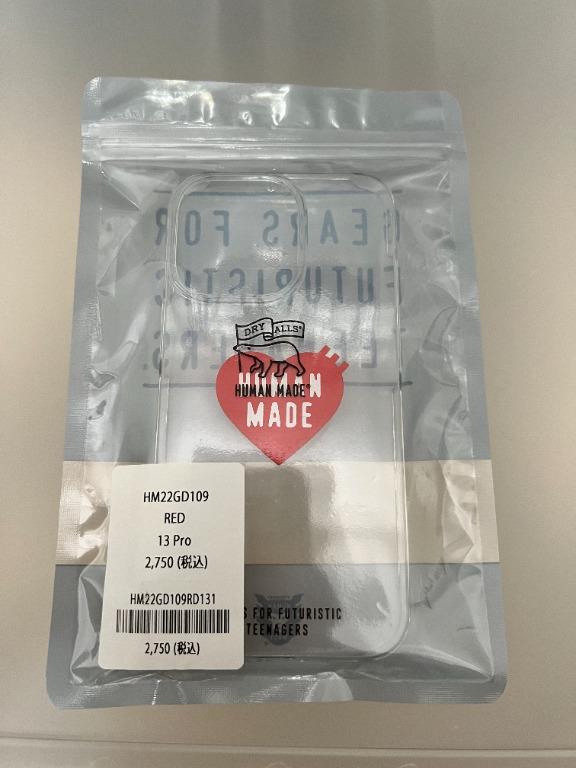 GEARS FOR
FUTURISTIC
DRY ALLS®
HUMAN MADE®
HUMAN
MADE
HM22GD109
RED
13 Pro
2,750 (税込)
HM22GD109RD131
2,750 (税込)
S FOR FUTURISTIC
TEENAGERS